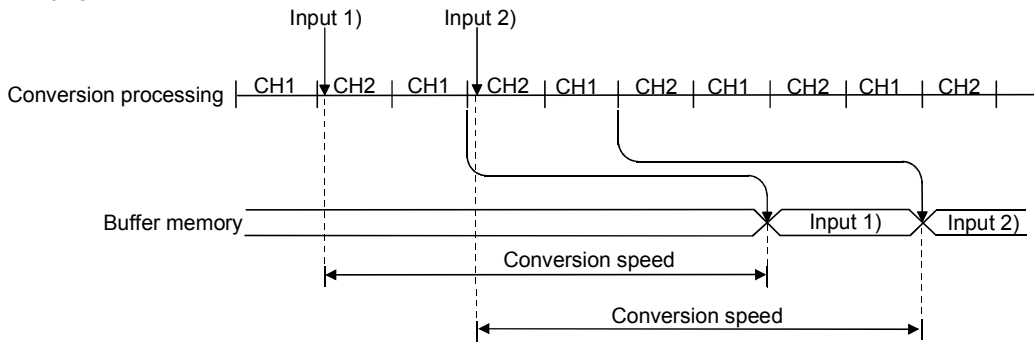 Input 1) Input 2)
Conversion processing CH1 CH2 CH1 CH2 CH1 CH2 CH1 CH2 CH1 CH2
Buffer memory Input 1) Input 2)
Conversion speed
Conversion speed